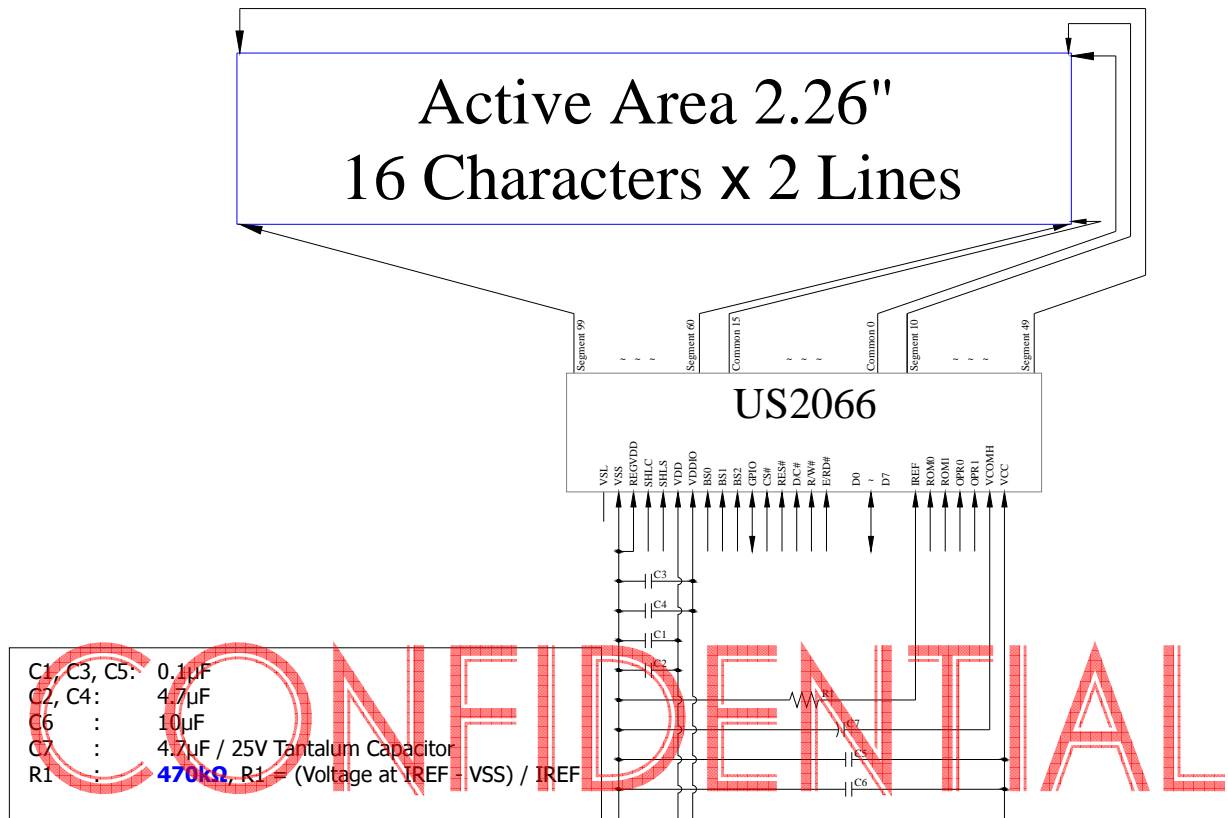 Active Area 2.26"
16 Characters x 2 Lines
Segment 99
~ ~ ~
Segment 60
Common 15
~ ~ ~
Common 0
Segment 10
~ ~ ~
Segment 49
US2066
VSL
VSS
REGVDD
SHLC
SHLS
VDD
VDDIO
BS0
BS1
BS2
GPIO
CS#
RES#
D/C#
R/W#
E/RD#
D0
~
D7
IREF
ROM0
ROM1
OPR0
OPR1
VCOMH
VCC
C3
C4
C1
C2
R1
C7
C5
C6
C1, C3, C5: 0.1μF
C2, C4: 4.7μF
C6 : 10μF
C7 : 4.7μF / 25V Tantalum Capacitor
R1 : 470kΩ, R1 = (Voltage at IREF - VSS) / IREF
CONFIDENTIAL